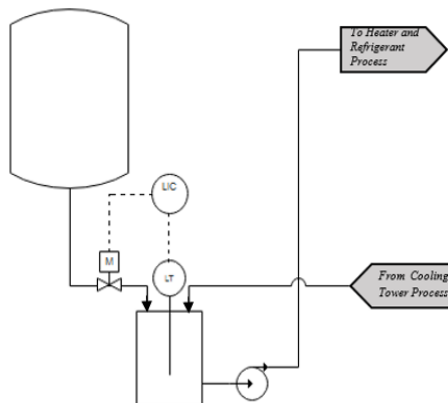 To Heater and
Refrigerant
Process
LIC
M
LT
From Cooling
Tower Process